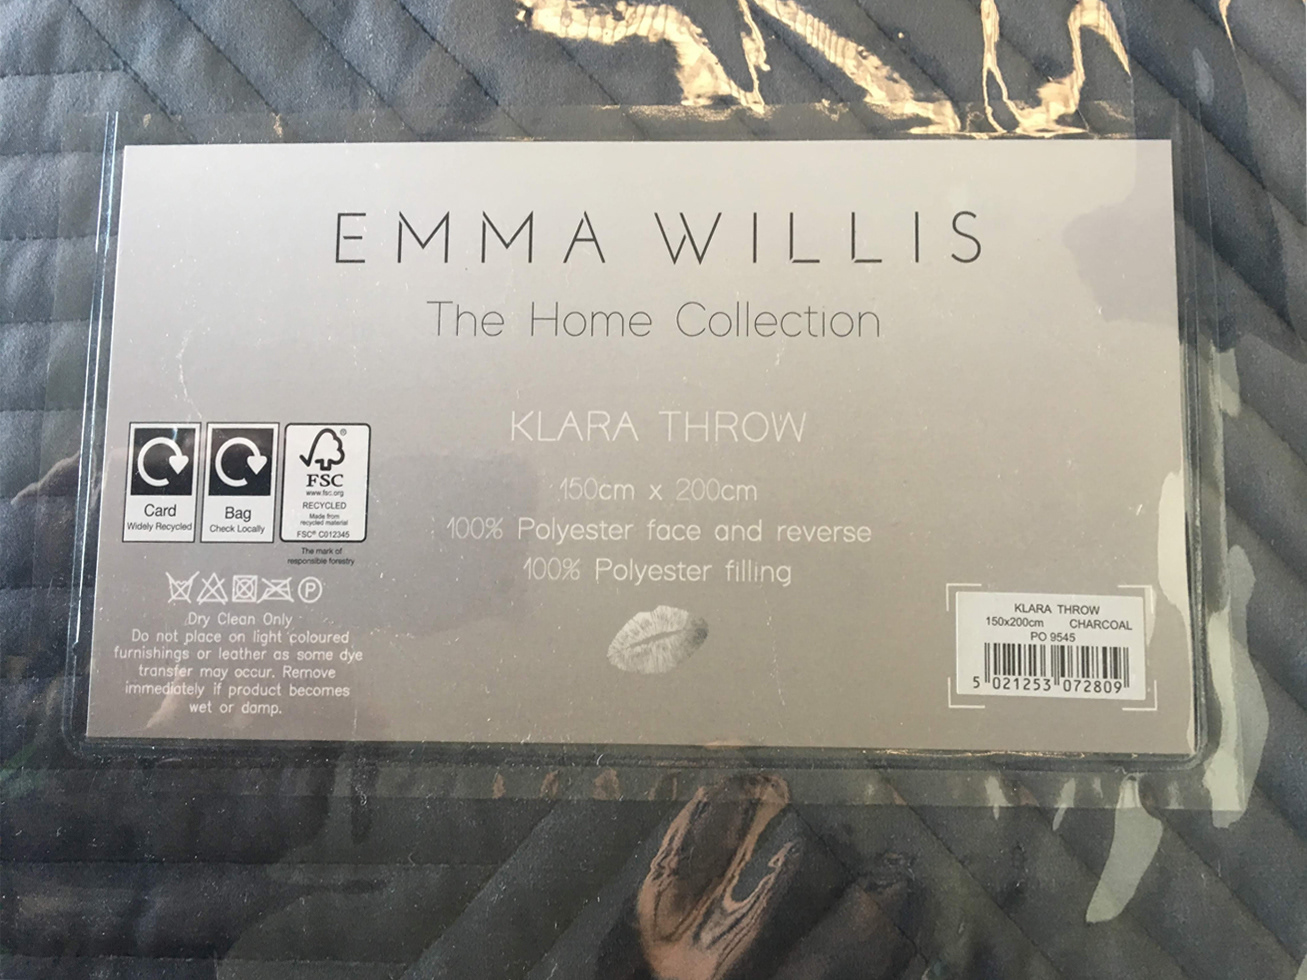 EMMA WILLIS
The Home Collection
KLARA THROW
150cm x 200cm
100% Polyester face and reverse
100% Polyester filling
Card
Widely Recycled
Bag
Check Locally
FSC
www.fsc.org
RECYCLED
Made from
recycled material
FSC® C012345
The mark of
responsible forestry
P
Dry Clean Only
Do not place on light coloured
furnishings or leather as some dye
transfer may occur. Remove
immediately if product becomes
wet or damp.
KLARA THROW
150x200cm CHARCOAL
PO 9545
5 021253 072809